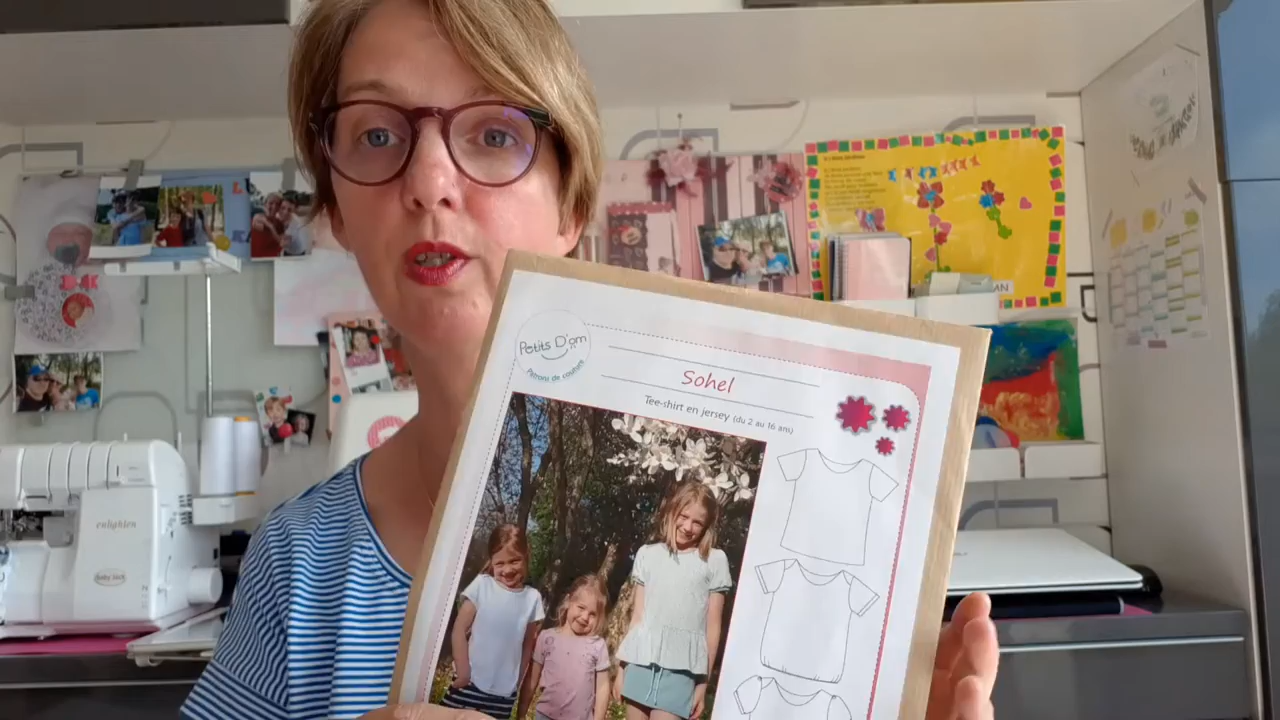 Petits D'om
Patrons de couture
Sohel
Tee-shirt en jersey (du 2 au 16 ans)
enlighten
baby lock